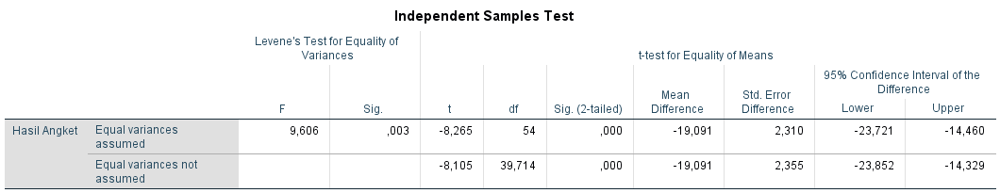 Independent Samples Test
Levene's Test for Equality of
Variances
t-test for Equality of Means
F
Sig.
t
df
Sig. (2-tailed)
Mean
Difference
Std. Error
Difference
95% Confidence Interval of the
Difference
Lower
Upper
Hasil Angket
Equal variances
assumed
9,606
,003
-8,265
54
,000
-19,091
2,310
-23,721
-14,460
Equal variances not
assumed
-8,105
39,714
,000
-19,091
2,355
-23,852
-14,329